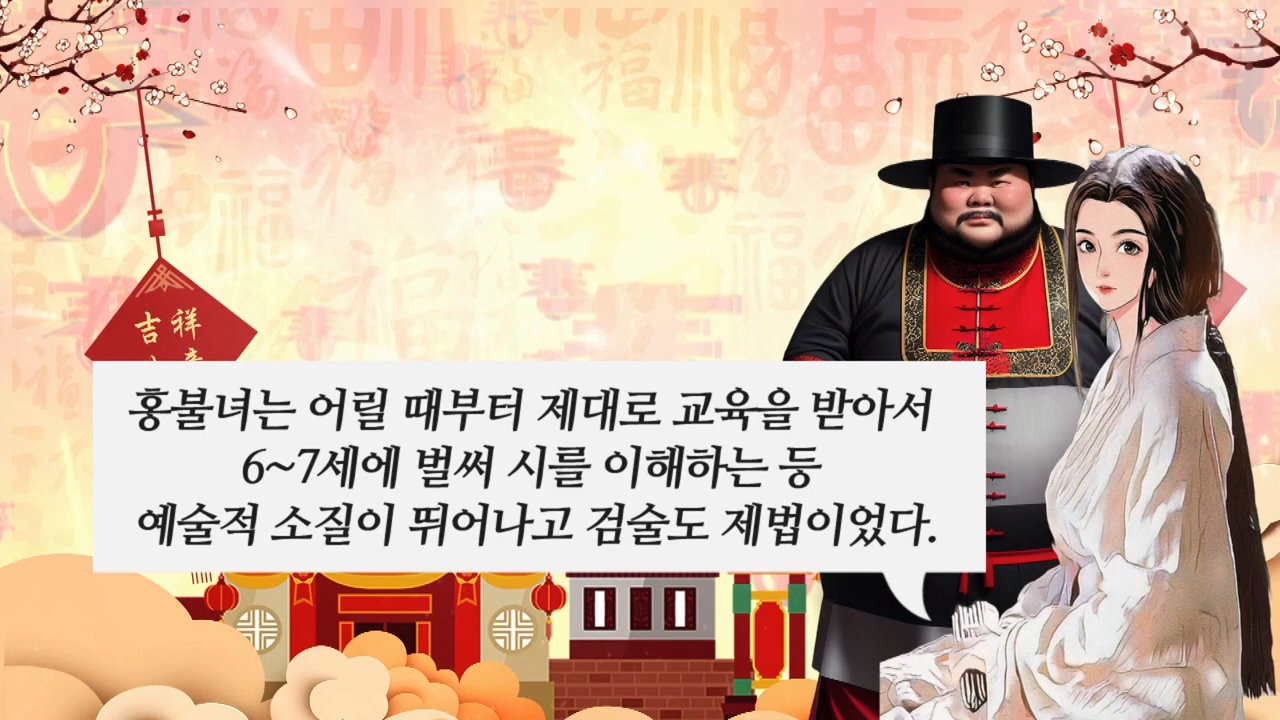 吉祥
홍불녀는 어릴 때부터 제대로 교육을 받아서
6~7세에 벌써 시를 이해하는 둥
예술적 소질이 뛰어나고 검술도 제법이었다.